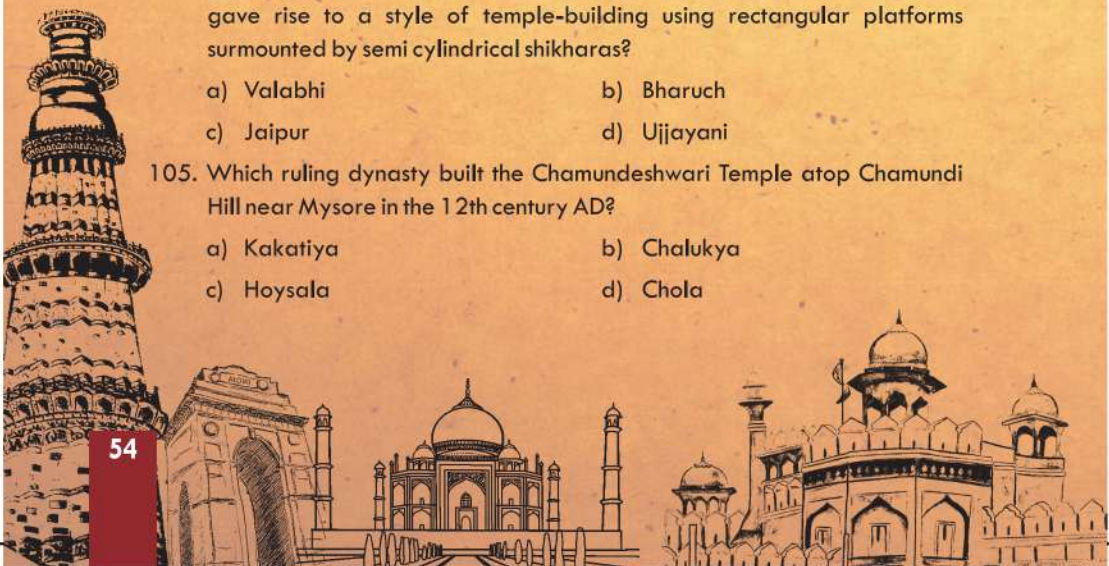 gave rise to a style of temple-building using rectangular platforms
surmounted by semi cylindrical shikharas?
a) Valabhi b) Bharuch
c) Jaipur d) Ujjayani
105. Which ruling dynasty built the Chamundeshwari Temple atop Chamundi
Hill near Mysore in the 12th century AD?
a) Kakatiya b) Chalukya
c) Hoysala d) Chola
54